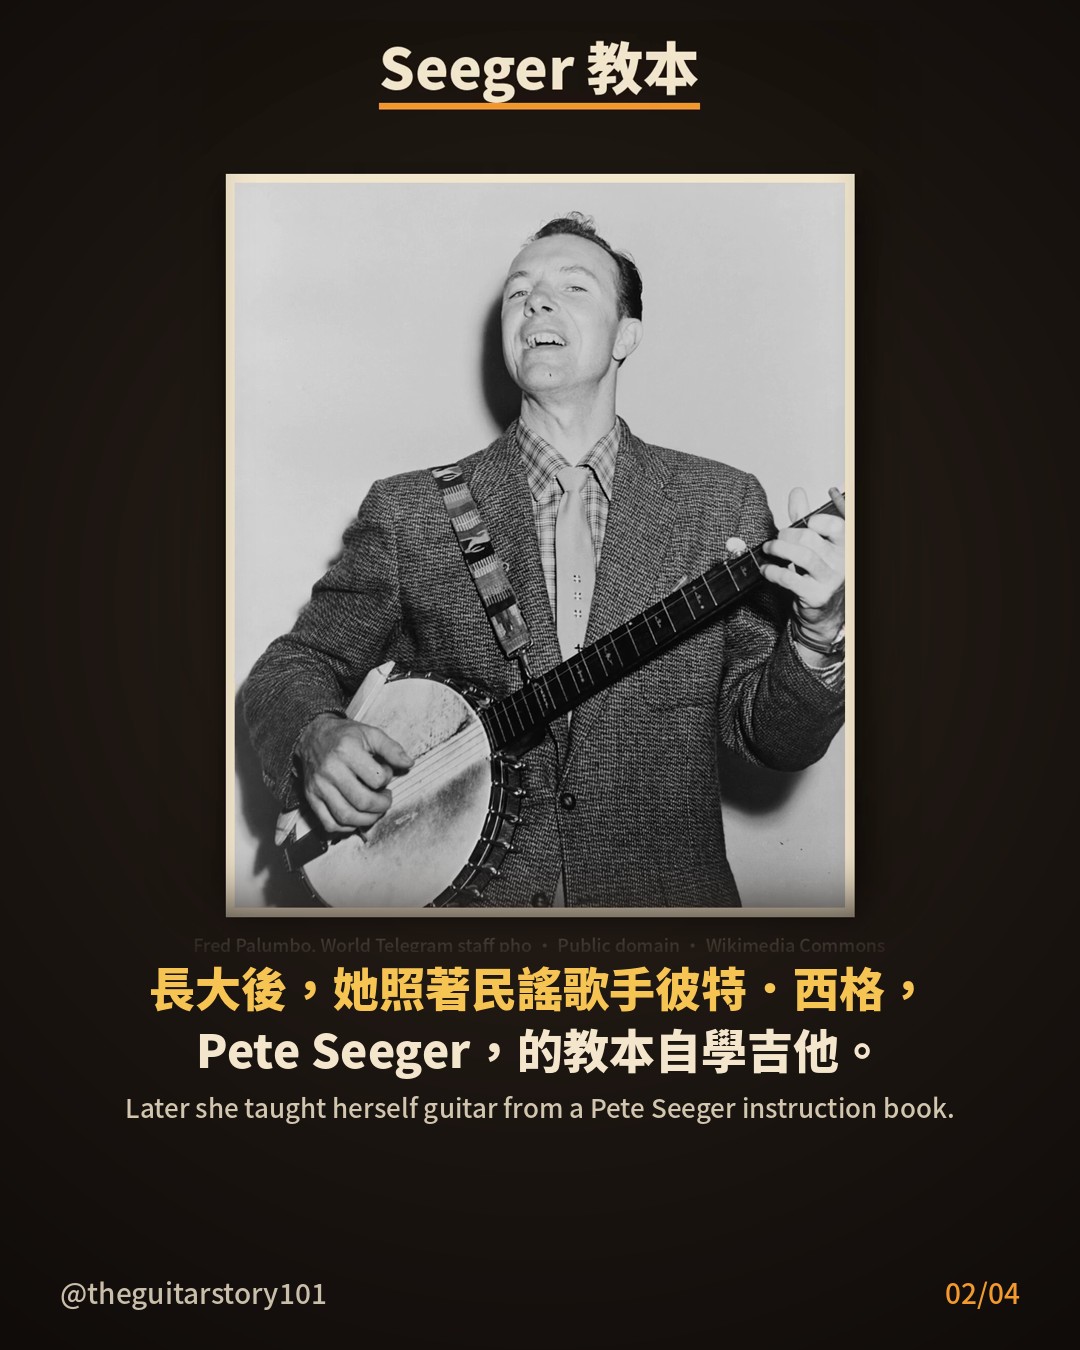 Seeger 教本
Fred Palumbo, World Telegram staff pho • Public domain • Wikimedia Commons
長大後，她照著民謠歌手彼特·西格，
Pete Seeger，的教本自學吉他。
Later she taught herself guitar from a Pete Seeger instruction book.
@theguitarstory101
02/04